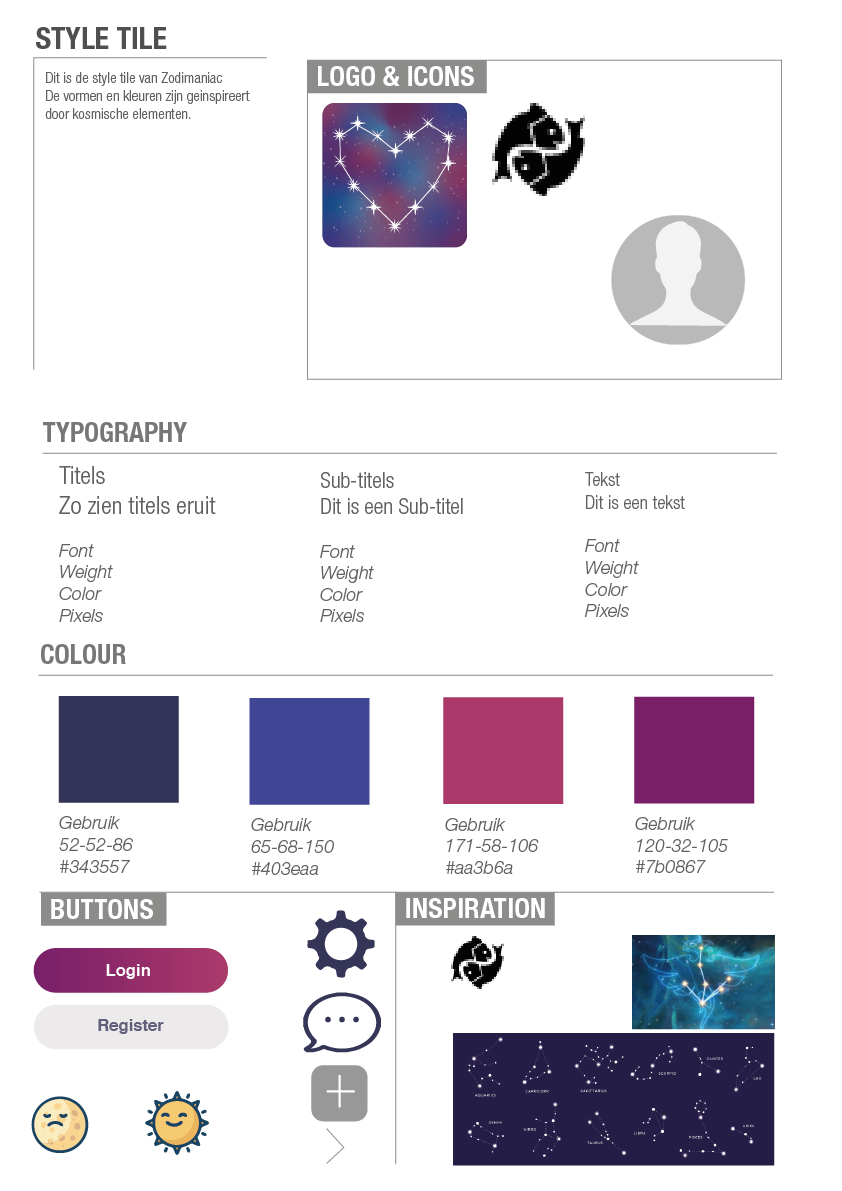 STYLE TILE
Dit is de style tile van Zodimaniac
De vormen en kleuren zijn geinspireert
door kosmische elementen.
LOGO & ICONS
TYPOGRAPHY
Titels
Zo zien titels eruit
Font
Weight
Color
Pixels
Sub-titels
Dit is een Sub-titel
Font
Weight
Color
Pixels
Tekst
Dit is een tekst
Font
Weight
Color
Pixels
COLOUR
Gebruik
52-52-86
#343557
Gebruik
65-68-150
#403eaa
Gebruik
171-58-106
#aa3b6a
Gebruik
120-32-105
#7b0867
BUTTONS
Login
Register
INSPIRATION
AQUARIES
CAPRICORN
SAGITTARIUS
SCORPIO
CANCER
LEO
GEMINI
VIRGO
TAURUS
LIBRA
PISCES
ARIES